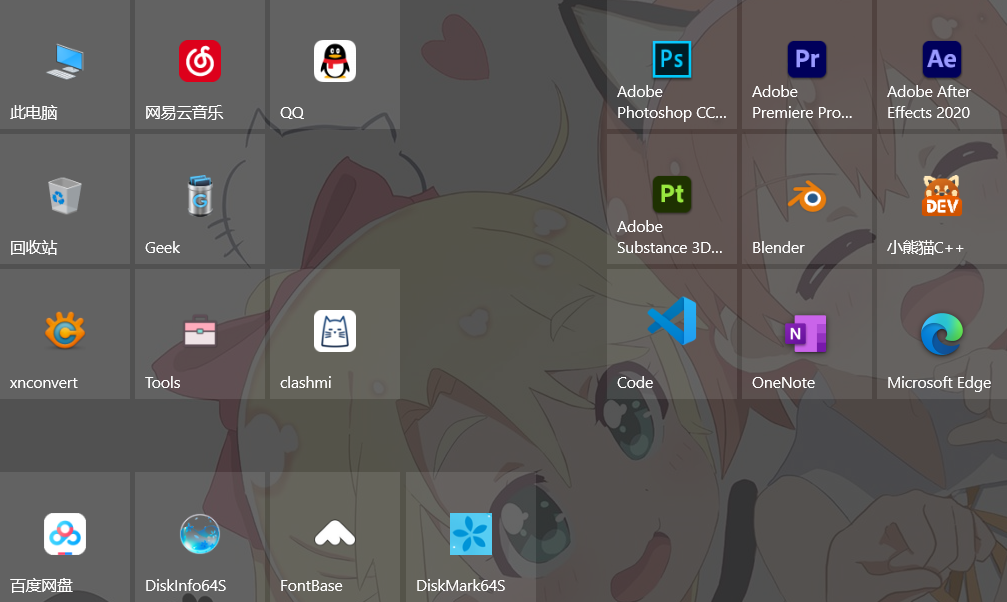 此电脑
网易云音乐
QQ
Ps
Adobe
Photoshop CC...
Pr
Adobe
Premiere Pro...
Ae
Adobe After
Effects 2020
回收站
G
Geek
Pt
Adobe
Substance 3D...
Blender
DEV
小熊猫C++
xnconvert
Tools
clashmi
Code
N
OneNote
Microsoft Edge
百度网盘
DiskInfo64S
FontBase
DiskMark64S